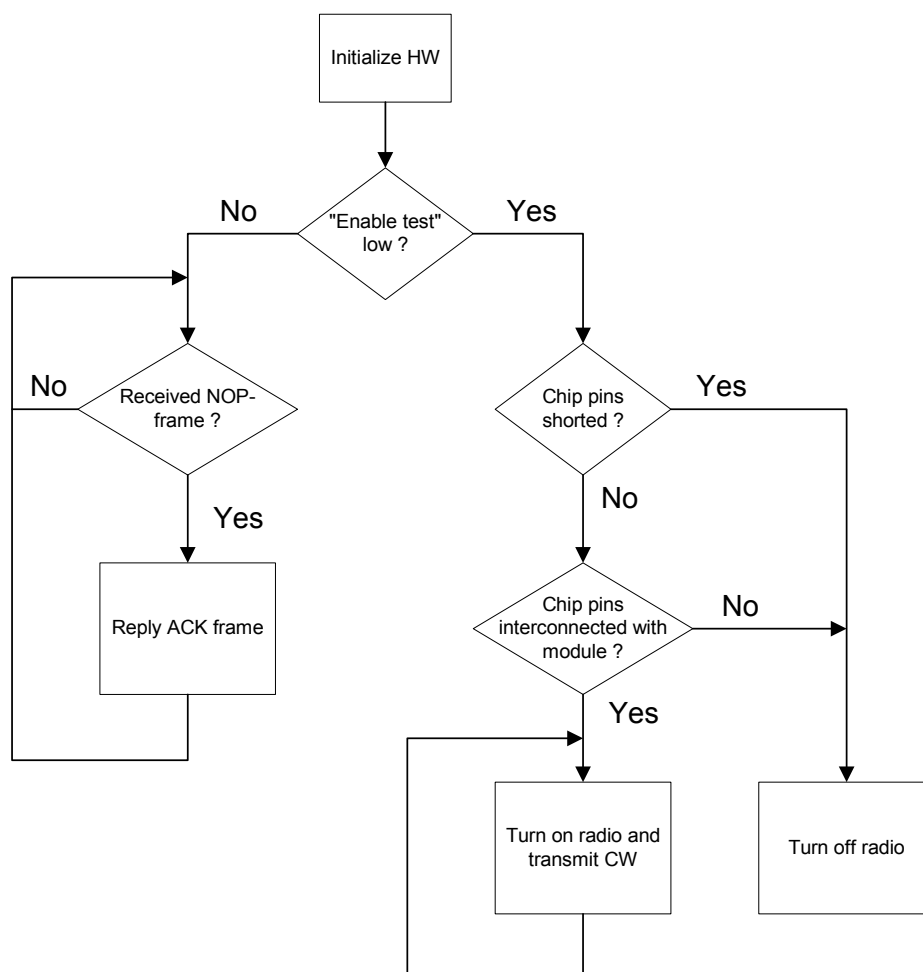 Initialize HW
No
"Enable test"
low ?
Yes
No
Received NOP-
frame ?
Yes
Reply ACK frame
Chip pins
shorted ?
Yes
No
Chip pins
interconnected with
module ?
No
Yes
Turn on radio and
transmit CW
Turn off radio